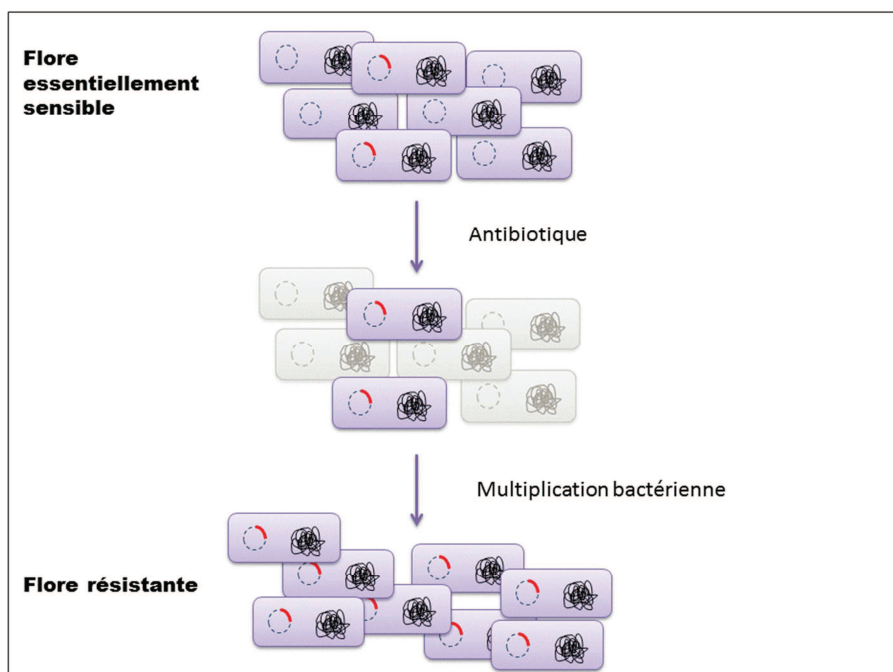 Flore
essentiellement
sensible
Antibiotique
Multiplication bactérienne
Flore résistante